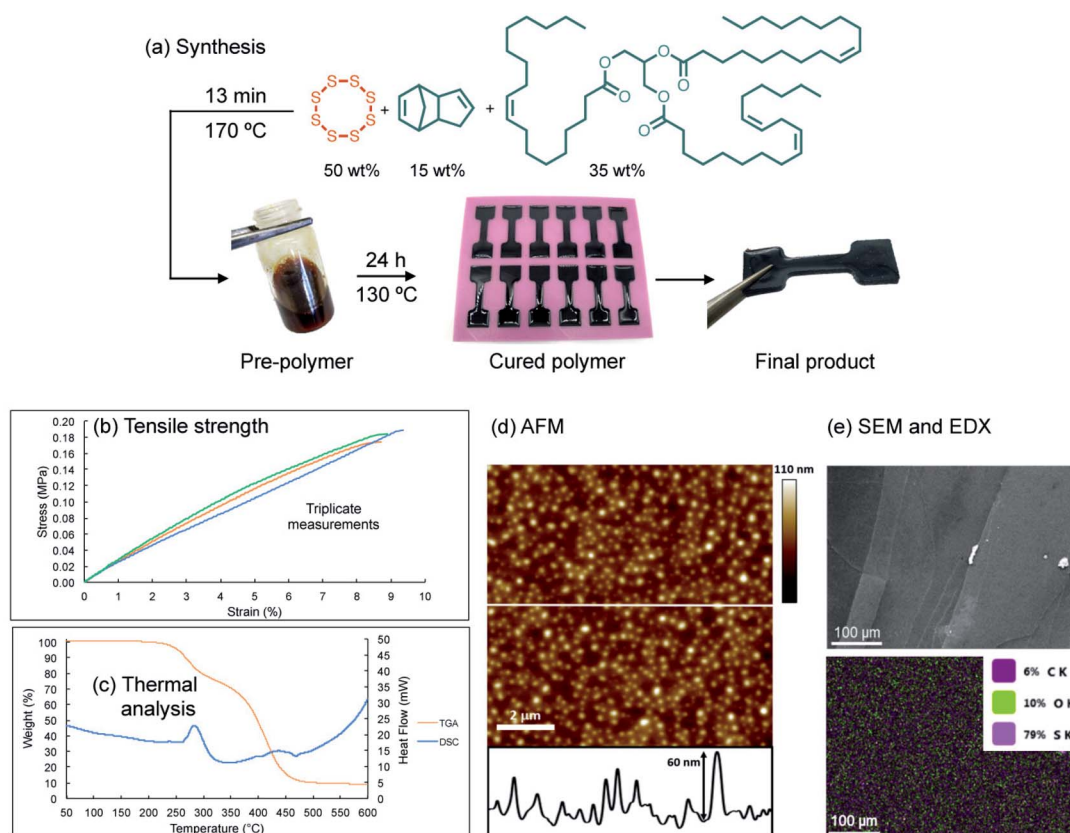 (a) Synthesis
13 min
170 ºC
S
S
S
S
S
S
S
S
+
+
O
O
O
O
O
O
50 wt%
15 wt%
35 wt%
24 h
130 ºC
Pre-polymer
Cured polymer
Final product
(b) Tensile strength
Stress (MPa)
0.20
0.18
0.16
0.14
0.12
0.10
0.08
0.06
0.04
0.02
0.00
Triplicate
measurements
0 1 2 3 4 5 6 7 8 9 10
Strain (%)
(c) Thermal
analysis
Weight (%)
100
90
80
70
60
50
40
30
20
10
0
50
45
40
35
30
25
20
15
10
5
0
Heat Flow (mW)
TGA
DSC
50 100 150 200 250 300 350 400 450 500 550 600
Temperature (°C)
(d) AFM
110 nm
2 µm
60 nm
(e) SEM and EDX
100 µm
6% C K
10% O K
79% S K
100 µm